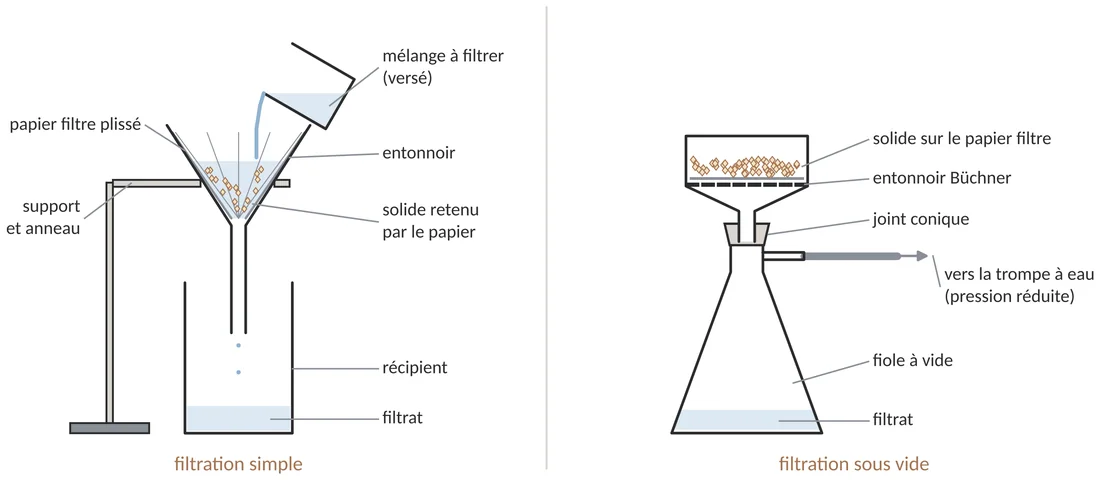 mélange à filtrer
(versé)
papier filtre plissé
entonnoir
support
et anneau
solide retenu
par le papier
récipient
filtrat
filtration simple
solide sur le papier filtre
entonnoir Büchner
joint conique
vers la trompe à eau
(pression réduite)
fiole à vide
filtrat
filtration sous vide